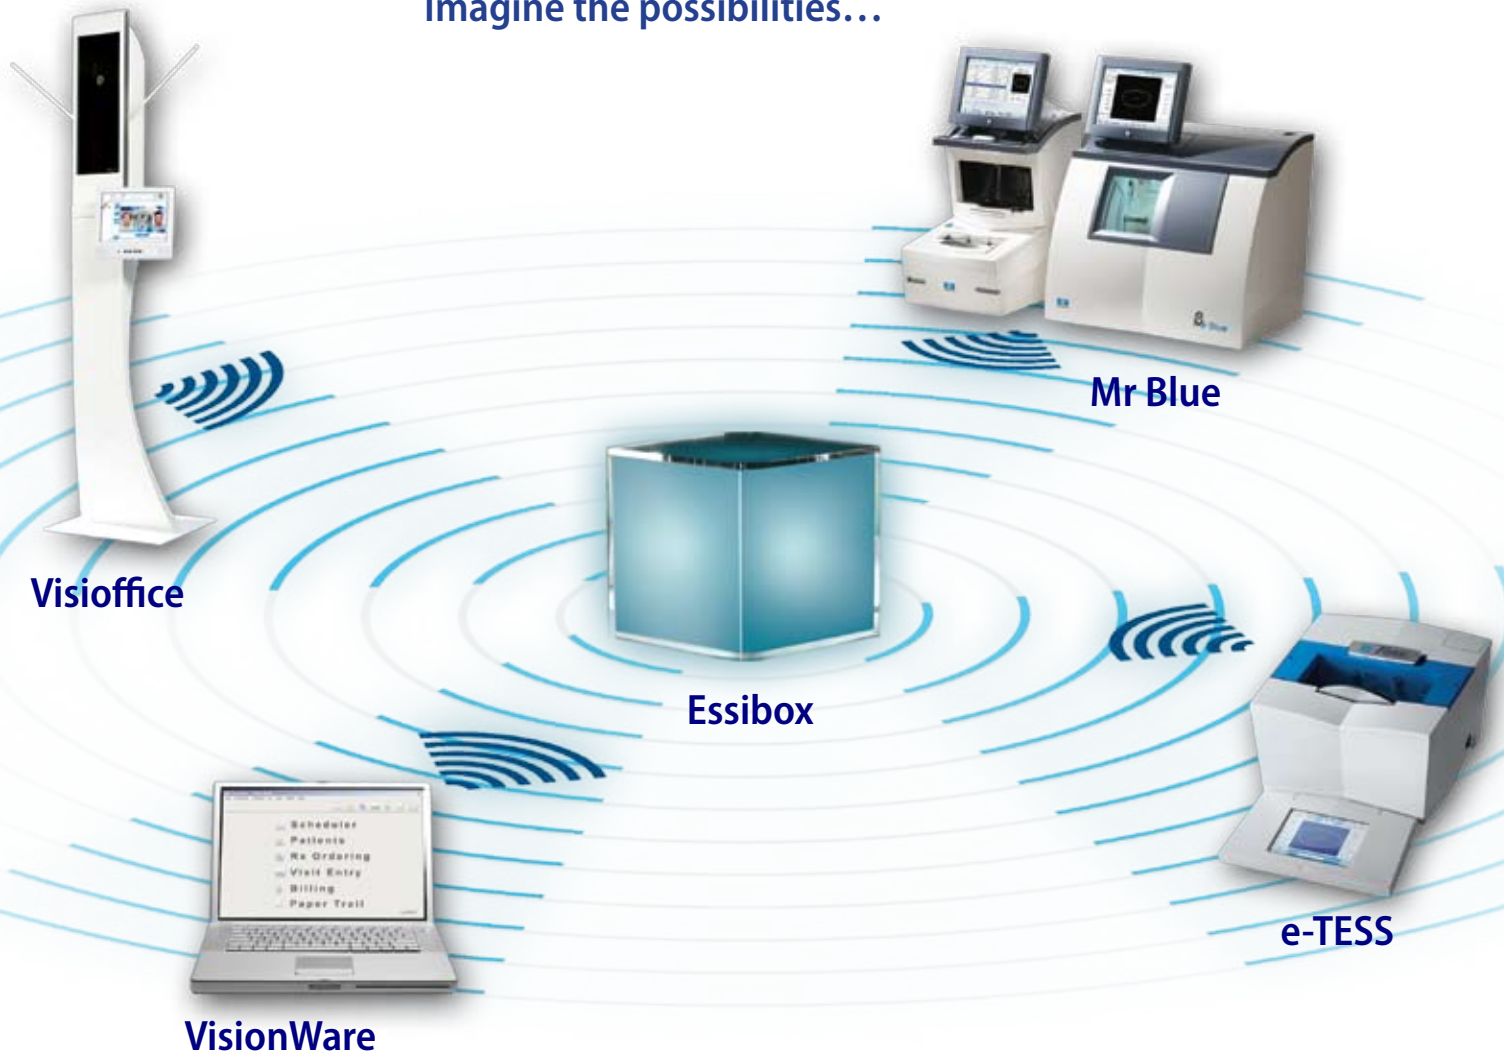 Imagine the possibilities…
Mr Blue
Visioffice
Essibox
Scheduler
Patients
Rx Ordering
Visit Entry
Billing
Paper Trail
e-TESS
VisionWare